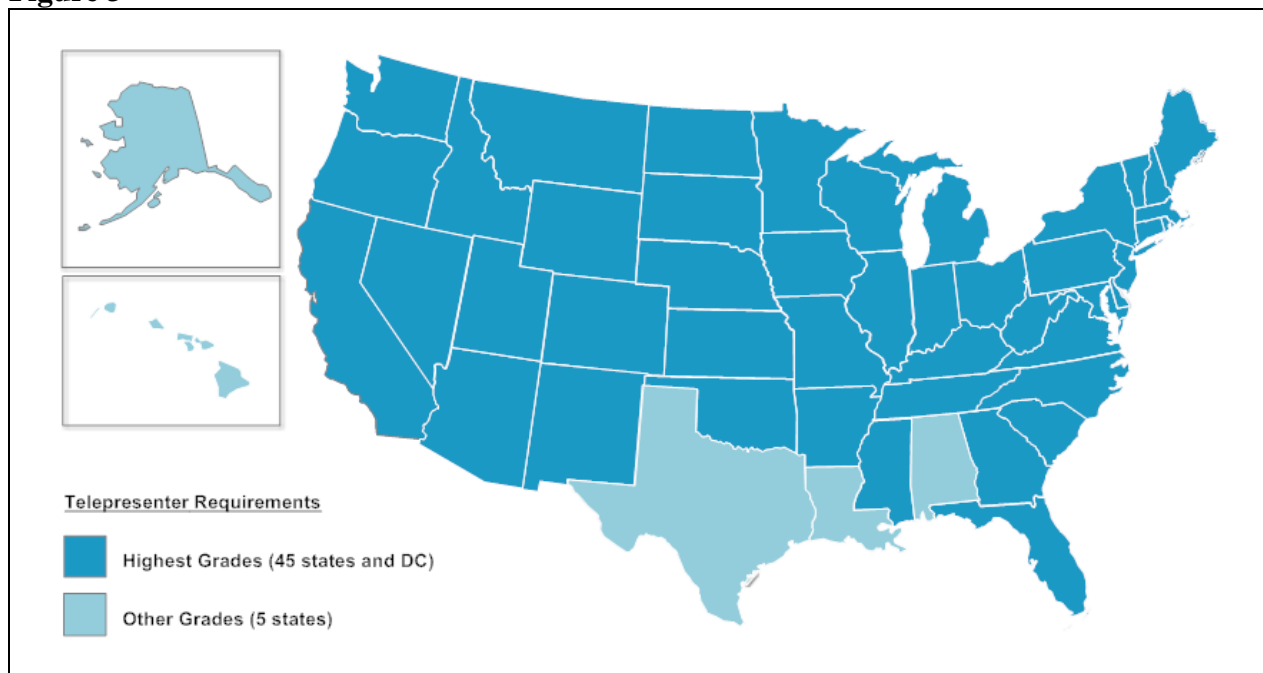 Telepresenter Requirements
Highest Grades (45 states and DC)
Other Grades (5 states)